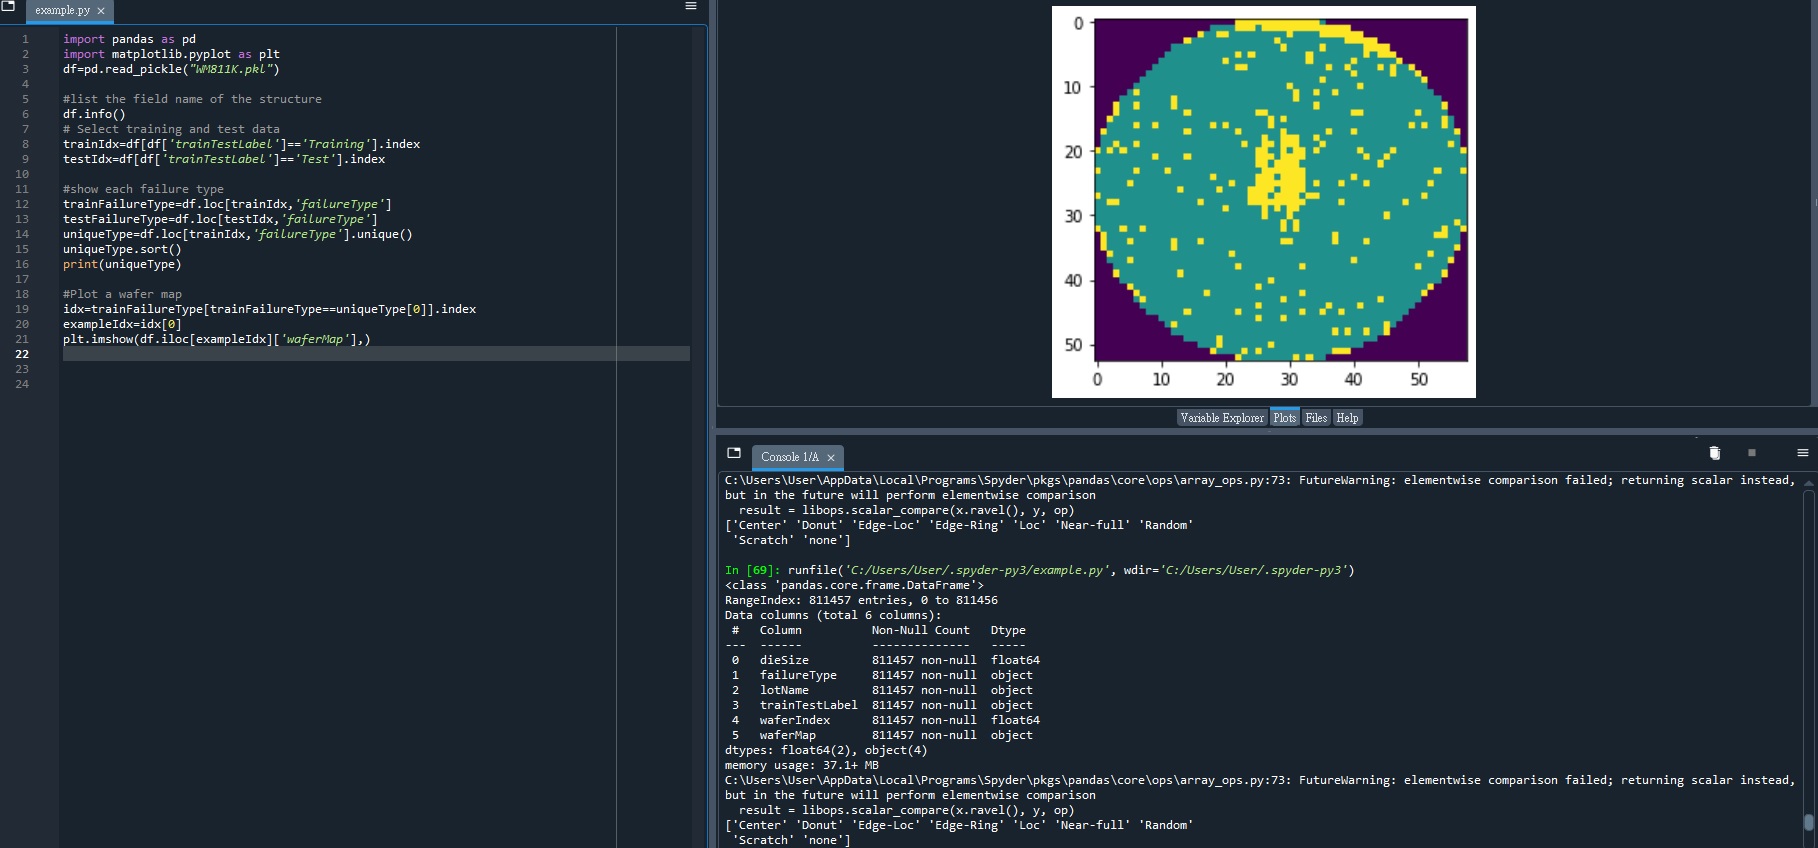 example.py
1 import pandas as pd
2 import matplotlib.pyplot as plt
3 df=pd.read_pickle("WM811K.pkl")
4
5 #list the field name of the structure
6 df.info()
7 # Select training and test data
8 trainIdx=df[df['trainTestLabel']=='Training'].index
9 testIdx=df[df['trainTestLabel']=='Test'].index
10
11 #show each failure type
12 trainFailureType=df.loc[trainIdx,'failureType']
13 testFailureType=df.loc[testIdx,'failureType']
14 uniqueType=df.loc[trainIdx,'failureType'].unique()
15 uniqueType.sort()
16 print(uniqueType)
17
18 #Plot a wafer map
19 idx=trainFailureType[trainFailureType==uniqueType[0]].index
20 exampleIdx=idx[0]
21 plt.imshow(df.iloc[exampleIdx]['waferMap'],)
22
23
24
0
10
20
30
40
50
0 10 20 30 40 50
Variable Explorer Plots Files Help
Console 1/A
C:\Users\User\AppData\Local\Programs\Spyder\pkgs\pandas\core\ops\array_ops.py:73: FutureWarning: elementwise comparison failed; returning scalar instead,
but in the future will perform elementwise comparison
result = libops.scalar_compare(x.ravel(), y, op)
['Center' 'Donut' 'Edge-Loc' 'Edge-Ring' 'Loc' 'Near-full' 'Random'
'Scratch' 'none']
In [69]: runfile('C:/Users/User/.spyder-py3/example.py', wdir='C:/Users/User/.spyder-py3')
<class 'pandas.core.frame.DataFrame'>
RangeIndex: 811457 entries, 0 to 811456
Data columns (total 6 columns):
# Column Non-Null Count Dtype
--- ------ -------------- -----
0 dieSize 811457 non-null float64
1 failureType 811457 non-null object
2 lotName 811457 non-null object
3 trainTestLabel 811457 non-null object
4 waferIndex 811457 non-null float64
5 waferMap 811457 non-null object
dtypes: float64(2), object(4)
memory usage: 37.1+ MB
C:\Users\User\AppData\Local\Programs\Spyder\pkgs\pandas\core\ops\array_ops.py:73: FutureWarning: elementwise comparison failed; returning scalar instead,
but in the future will perform elementwise comparison
result = libops.scalar_compare(x.ravel(), y, op)
['Center' 'Donut' 'Edge-Loc' 'Edge-Ring' 'Loc' 'Near-full' 'Random'
'Scratch' 'none']